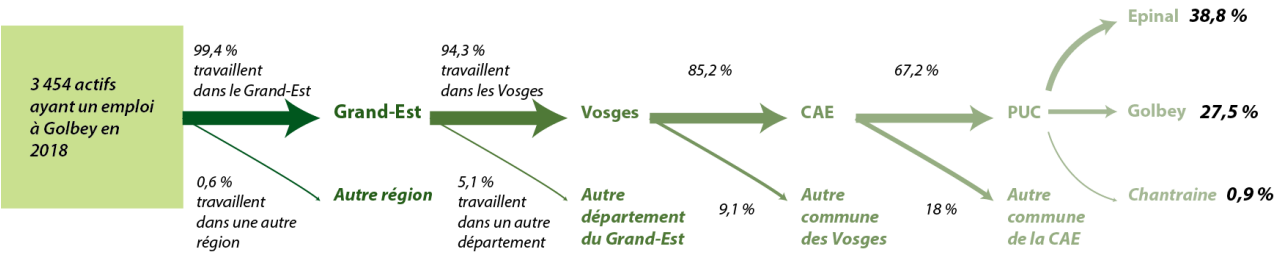 3 454 actifs
ayant un emploi
à Golbey en
2018
99,4 %
travaillent
dans le Grand-Est
0,6 %
travaillent
dans une autre
région
Grand-Est
Autre région
94,3 %
travaillent
dans les Vosges
5,1 %
travaillent
dans un autre
département
Vosges
Autre
département
du Grand-Est
85,2 %
9,1 %
CAE
Autre
commune
des Vosges
67,2 %
18 %
PUC
Autre
commune
de la CAE
Epinal 38,8 %
Golbey 27,5 %
Chantraine 0,9 %